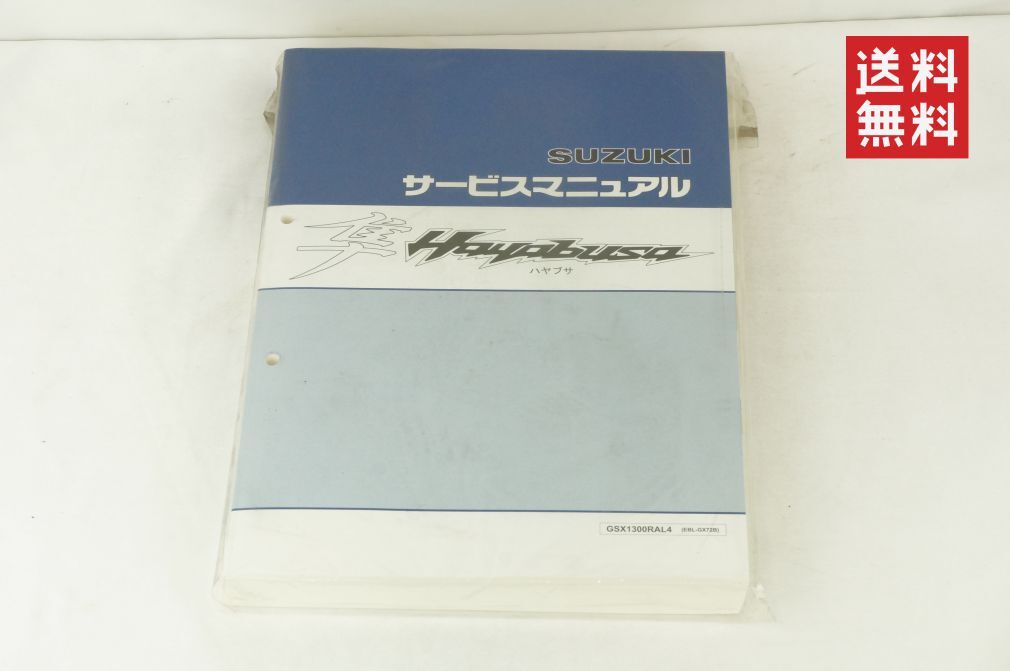 送料
無料
SUZUKI
サービスマニュアル
隼 Hayabusa
ハヤブサ
GSX1300RAL4 (EBL-GX72B)